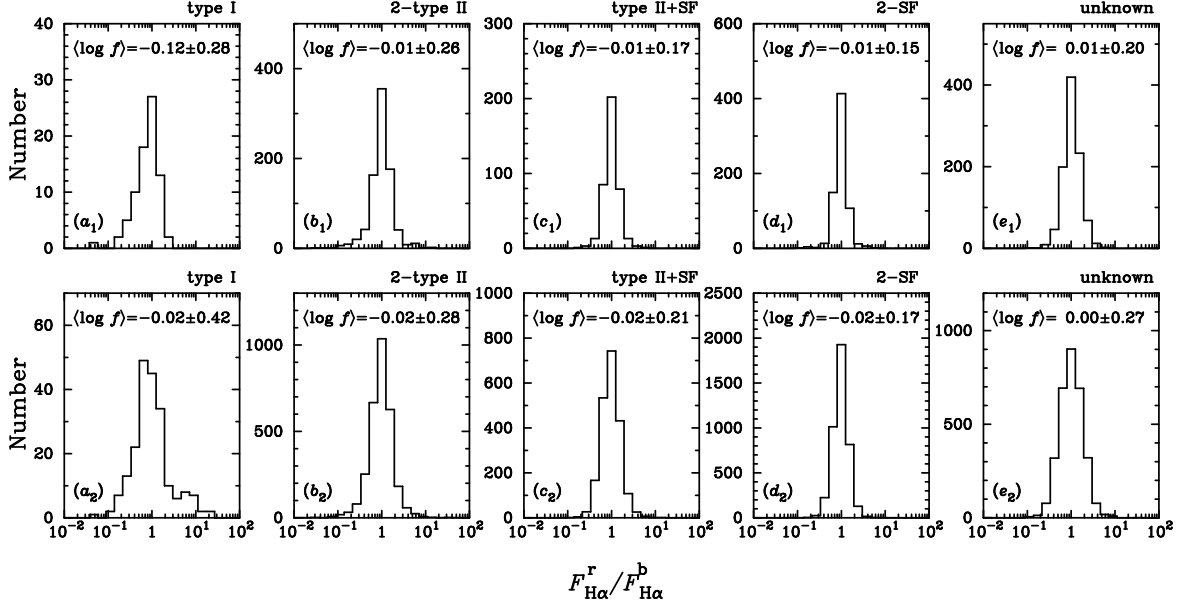 type I 2-type II type II+SF 2-SF unknown
40 400 300 600 400
⟨log f⟩=-0.12±0.28 ⟨log f⟩=-0.01±0.26 ⟨log f⟩=-0.01±0.17 ⟨log f⟩=-0.01±0.15 ⟨log f⟩= 0.01±0.20
30 200 200 400 200
20 0 100 200 0
10 0 0
0
Number
(a₁) (b₁) (c₁) (d₁) (e₁)
type I 2-type II type II+SF 2-SF unknown
60 1000 1000 2500 1000
⟨log f⟩=-0.02±0.42 ⟨log f⟩=-0.02±0.28 ⟨log f⟩=-0.02±0.21 ⟨log f⟩=-0.02±0.17 ⟨log f⟩= 0.00±0.27
40 500 800 2000 500
20 0 600 1500 0
0 400 1000
200 500
0 0
Number
(a₂) (b₂) (c₂) (d₂) (e₂)
10⁻² 10⁻¹ 1 10 10² 10⁻² 10⁻¹ 1 10 10² 10⁻² 10⁻¹ 1 10 10² 10⁻² 10⁻¹ 1 10 10² 10⁻² 10⁻¹ 1 10 10²
F^r_Hα/F^b_Hα